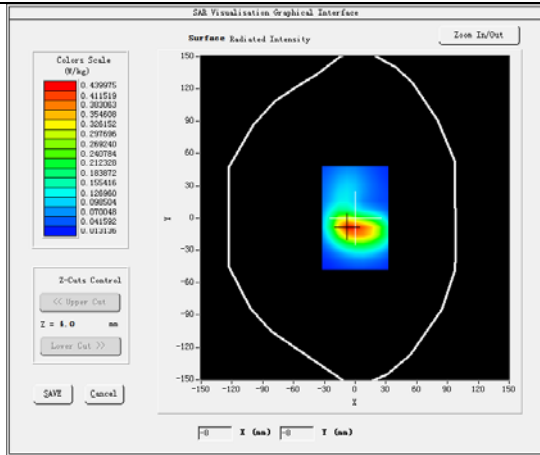 SAR Visualisation Graphical Interface
Surface Radiated Intensity
Zoom In/Out
Colors Scale
(W/kg)
0.439975
0.411519
0.383063
0.354608
0.326152
0.297696
0.269240
0.240784
0.212328
0.183872
0.155416
0.126960
0.098504
0.070048
0.041592
0.013136
Z-Cuts Control
<< Upper Cut
Z = 4.0 mm
Lower Cut >>
SAVE
Cancel
150
120
90
60
30
0
-30
-60
-90
-120
-150
Y
-150 -120 -90 -60 -30 0 30 60 90 120 150
X
-8 X (mm) -8 Y (mm)